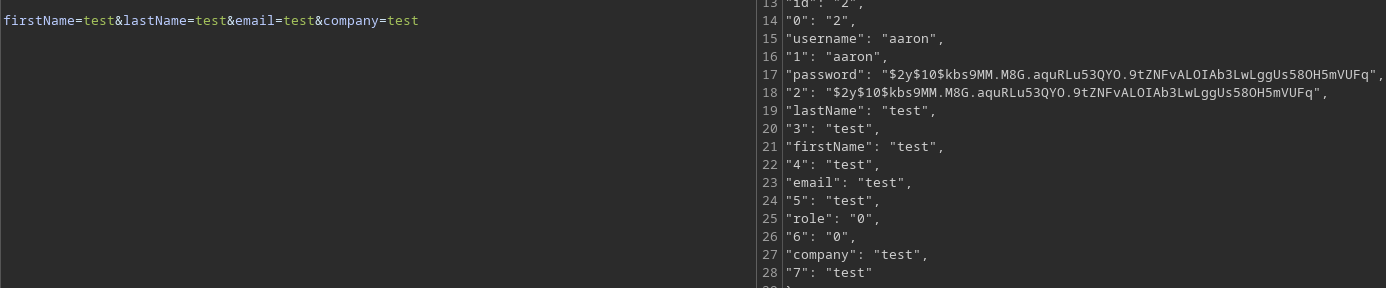 firstName=test&lastName=test&email=test&company=test
13 "id": "2",
14 "0": "2",
15 "username": "aaron",
16 "1": "aaron",
17 "password": "$2y$10$kbs9MM.M8G.aquRLu53QYO.9tZNFvALOIAb3LwLggUs58OH5mVUFq",
18 "2": "$2y$10$kbs9MM.M8G.aquRLu53QYO.9tZNFvALOIAb3LwLggUs58OH5mVUFq",
19 "lastName": "test",
20 "3": "test",
21 "firstName": "test",
22 "4": "test",
23 "email": "test",
24 "5": "test",
25 "role": "0",
26 "6": "0",
27 "company": "test",
28 "7": "test"